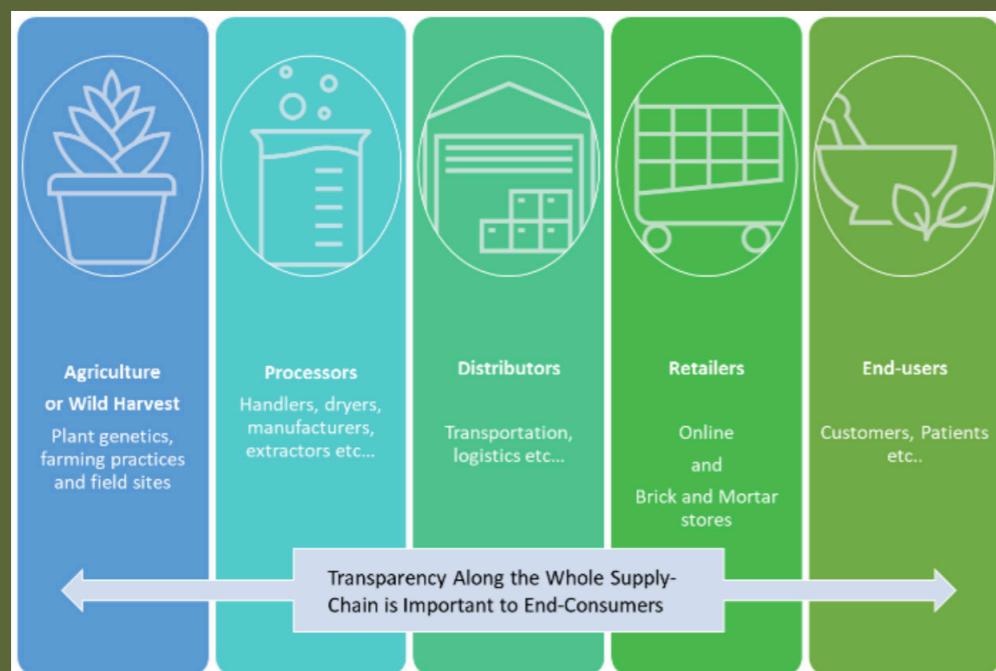 Agriculture
or Wild Harvest
Plant genetics,
farming practices
and field sites
Processors
Handlers, dryers,
manufacturers,
extractors etc...
Distributors
Transportation,
logistics etc...
Retailers
Online
and
Brick and Mortar
stores
End-users
Customers, Patients
etc..
Transparency Along the Whole Supply-
Chain is Important to End-Consumers